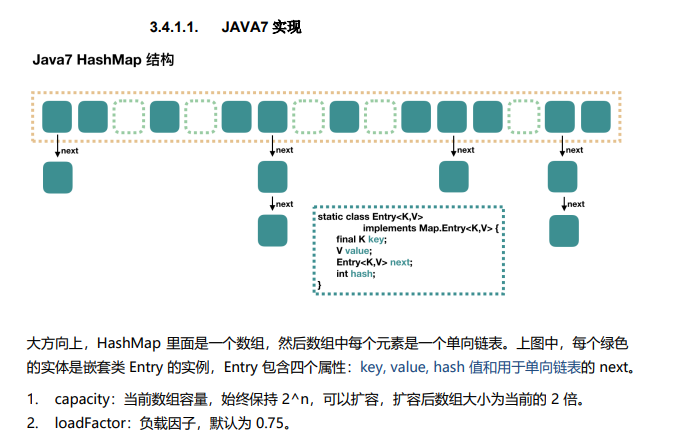 3.4.1.1. JAVA7 实现
Java7 HashMap 结构
next
next
next
next
next
next
static class Entry<K,V>
implements Map.Entry<K,V> {
final K key;
V value;
Entry<K,V> next;
int hash;
}
大方向上，HashMap 里面是一个数组，然后数组中每个元素是一个单向链表。上图中，每个绿色
的实体是嵌套类 Entry 的实例，Entry 包含四个属性：key, value, hash 值和用于单向链表的 next。
1. capacity：当前数组容量，始终保持 2^n，可以扩容，扩容后数组大小为当前的 2 倍。
2. loadFactor：负载因子，默认为 0.75。